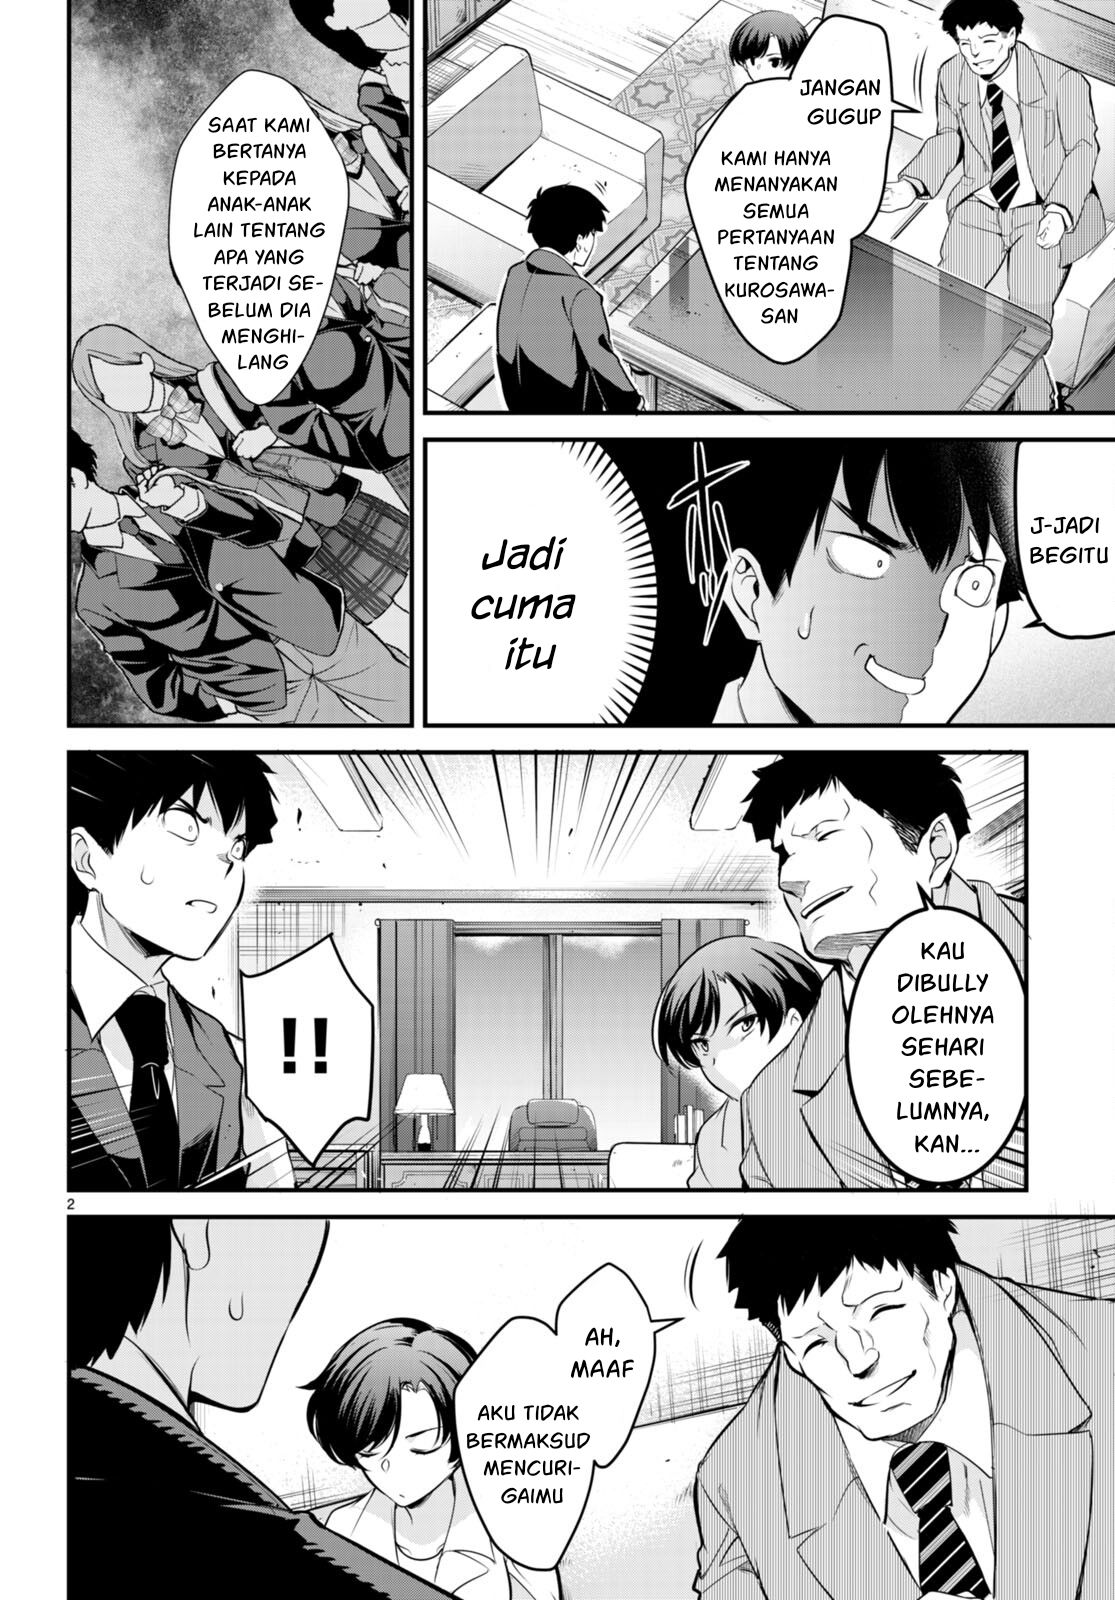 JANGAN
GUGUP
KAMI HANYA
MENANYAKAN
SEMUA
PERTANYAAN
TENTANG
KUROSAWA-
SAN
SAAT KAMI
BERTANYA
KEPADA
ANAK-ANAK
LAIN TENTANG
APA YANG
TERJADI SE-
BELUM DIA
MENGHI-
LANG
J-JADI
BEGITU
Jadi
cuma
itu
KAU
DIBULLY
OLEHNYA
SEHARI
SEBE-
LUMNYA,
KAN...
!!
2
AH,
MAAF
AKU TIDAK
BERMAKSUD
MENCURI-
GAIMU